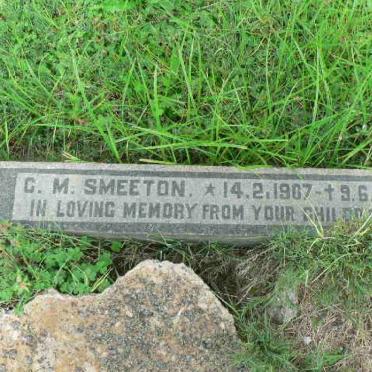 C. M. SMEETON. * 14.2.1907 - † 9.6.
IN LOVING MEMORY FROM YOUR